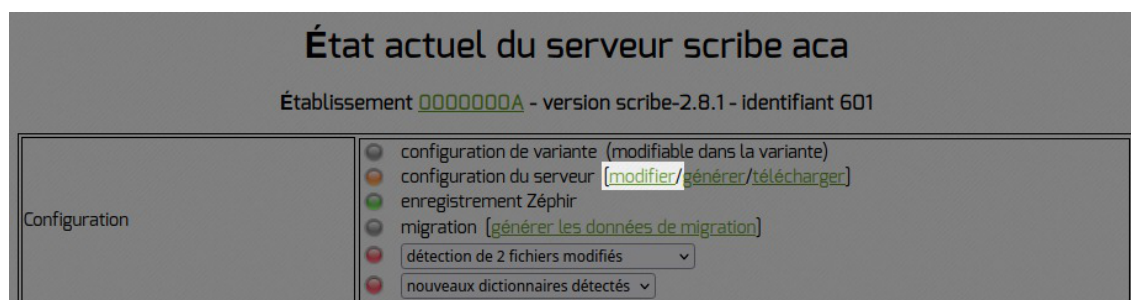 État actuel du serveur scribe aca
Établissement 0000000A - version scribe-2.8.1 - identifiant 601
configuration de variante (modifiable dans la variante)
configuration du serveur [modifier/générer/télécharger]
enregistrement Zéphir
Configuration
migration [générer les données de migration]
détection de 2 fichiers modifiés
nouveaux dictionnaires détectés